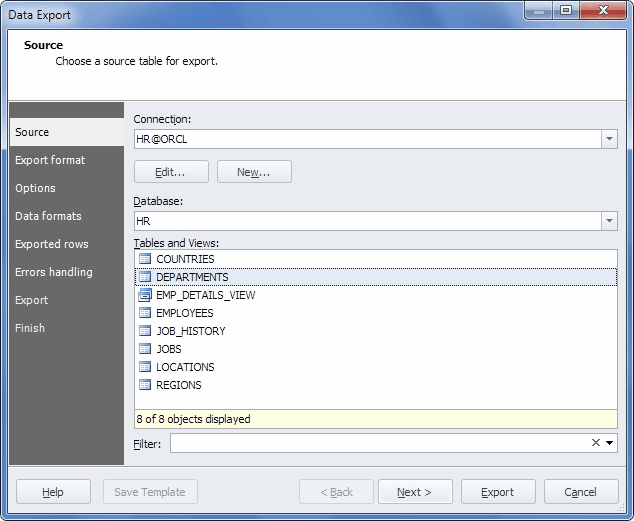 Data Export
Source
Choose a source table for export.
Source
Export format
Options
Data formats
Exported rows
Errors handling
Export
Finish
Connection:
HR@ORCL
Edit... New...
Database:
HR
Tables and Views:
COUNTRIES
DEPARTMENTS
EMP_DETAILS_VIEW
EMPLOYEES
JOB_HISTORY
JOBS
LOCATIONS
REGIONS
8 of 8 objects displayed
Filter:
Help Save Template < Back Next > Export Cancel